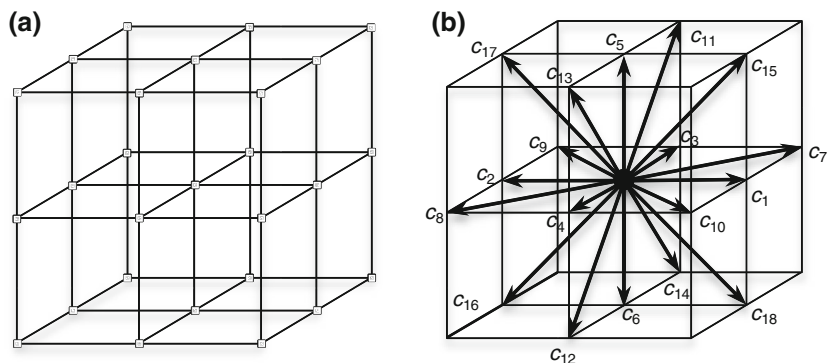 (a) (b)
c₁₇ c₅ c₁₁
c₁₃ c₁₅
c₉ c₃ c₇
c₂ c₁
c₈ c₄ c₁₀
c₁₆ c₁₄
c₆ c₁₈
c₁₂